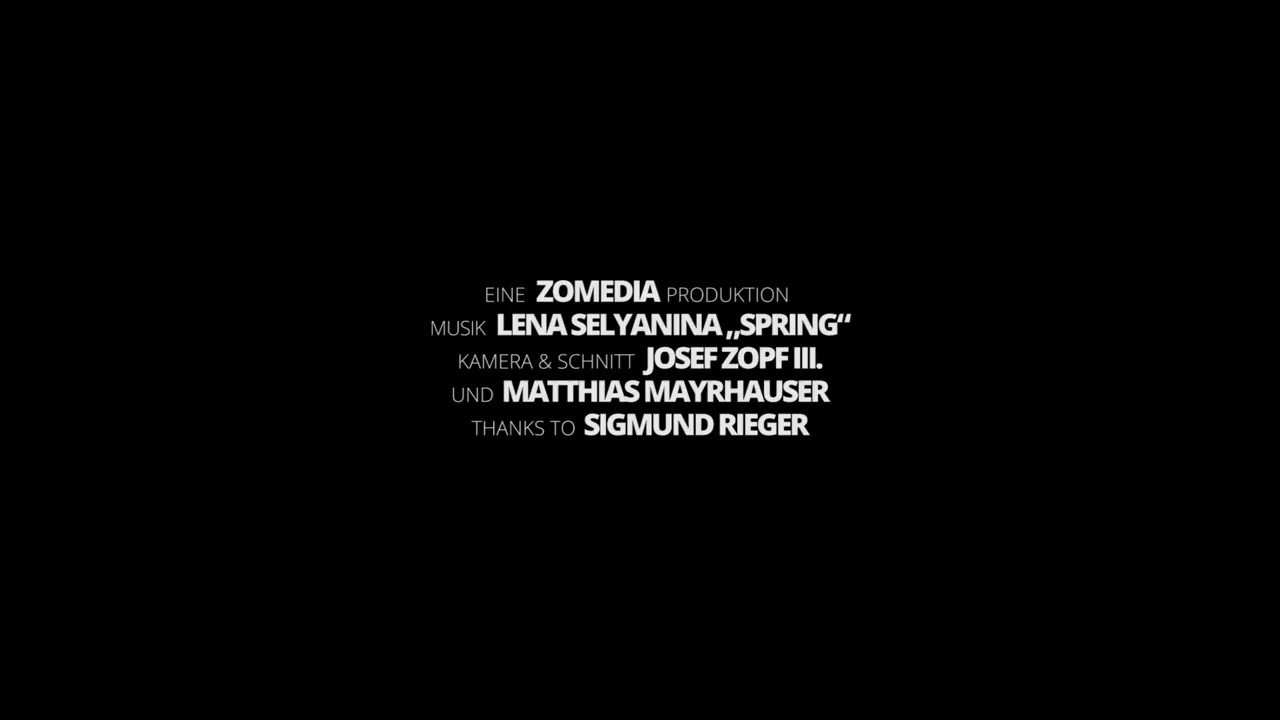 EINE ZOMEDIA PRODUKTION
MUSIK LENA SELYANINA „SPRING“
KAMERA & SCHNITT JOSEF ZOPF III.
UND MATTHIAS MAYRHAUSER
THANKS TO SIGMUND RIEGER